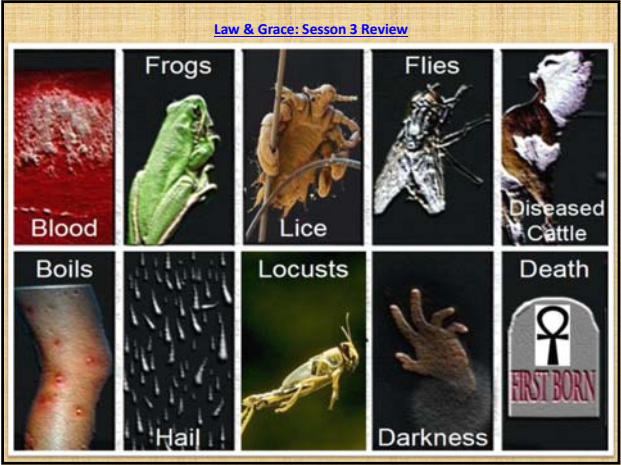 Law & Grace: Sesson 3 Review
Blood
Frogs
Lice
Flies
Diseased
Cattle
Boils
Hail
Locusts
Darkness
Death
FIRST BORN